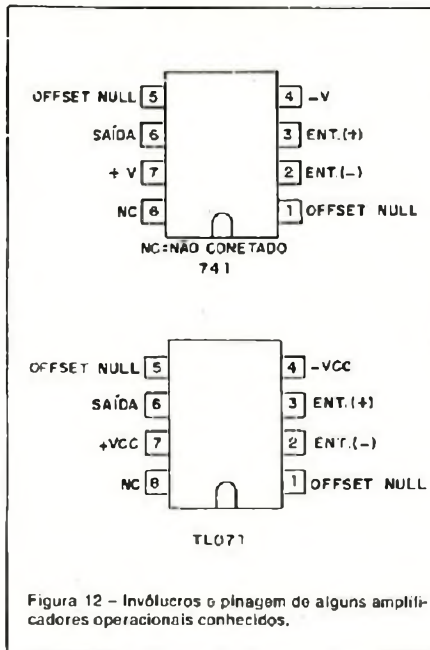 OFFSET NULL 5 4 -V
SAÍDA 6 3 ENT.(+)
+ V 7 2 ENT.(-)
NC 8 1 OFFSET NULL
NC=NÃO CONETADO
741
OFFSET NULL 5 4 -VCC
SAÍDA 6 3 ENT.(+)
+VCC 7 2 ENT.(-)
NC 8 1 OFFSET NULL
TL071
Figura 12 – Invólucros e pinagem de alguns amplifi-
cadores operacionais conhecidos.